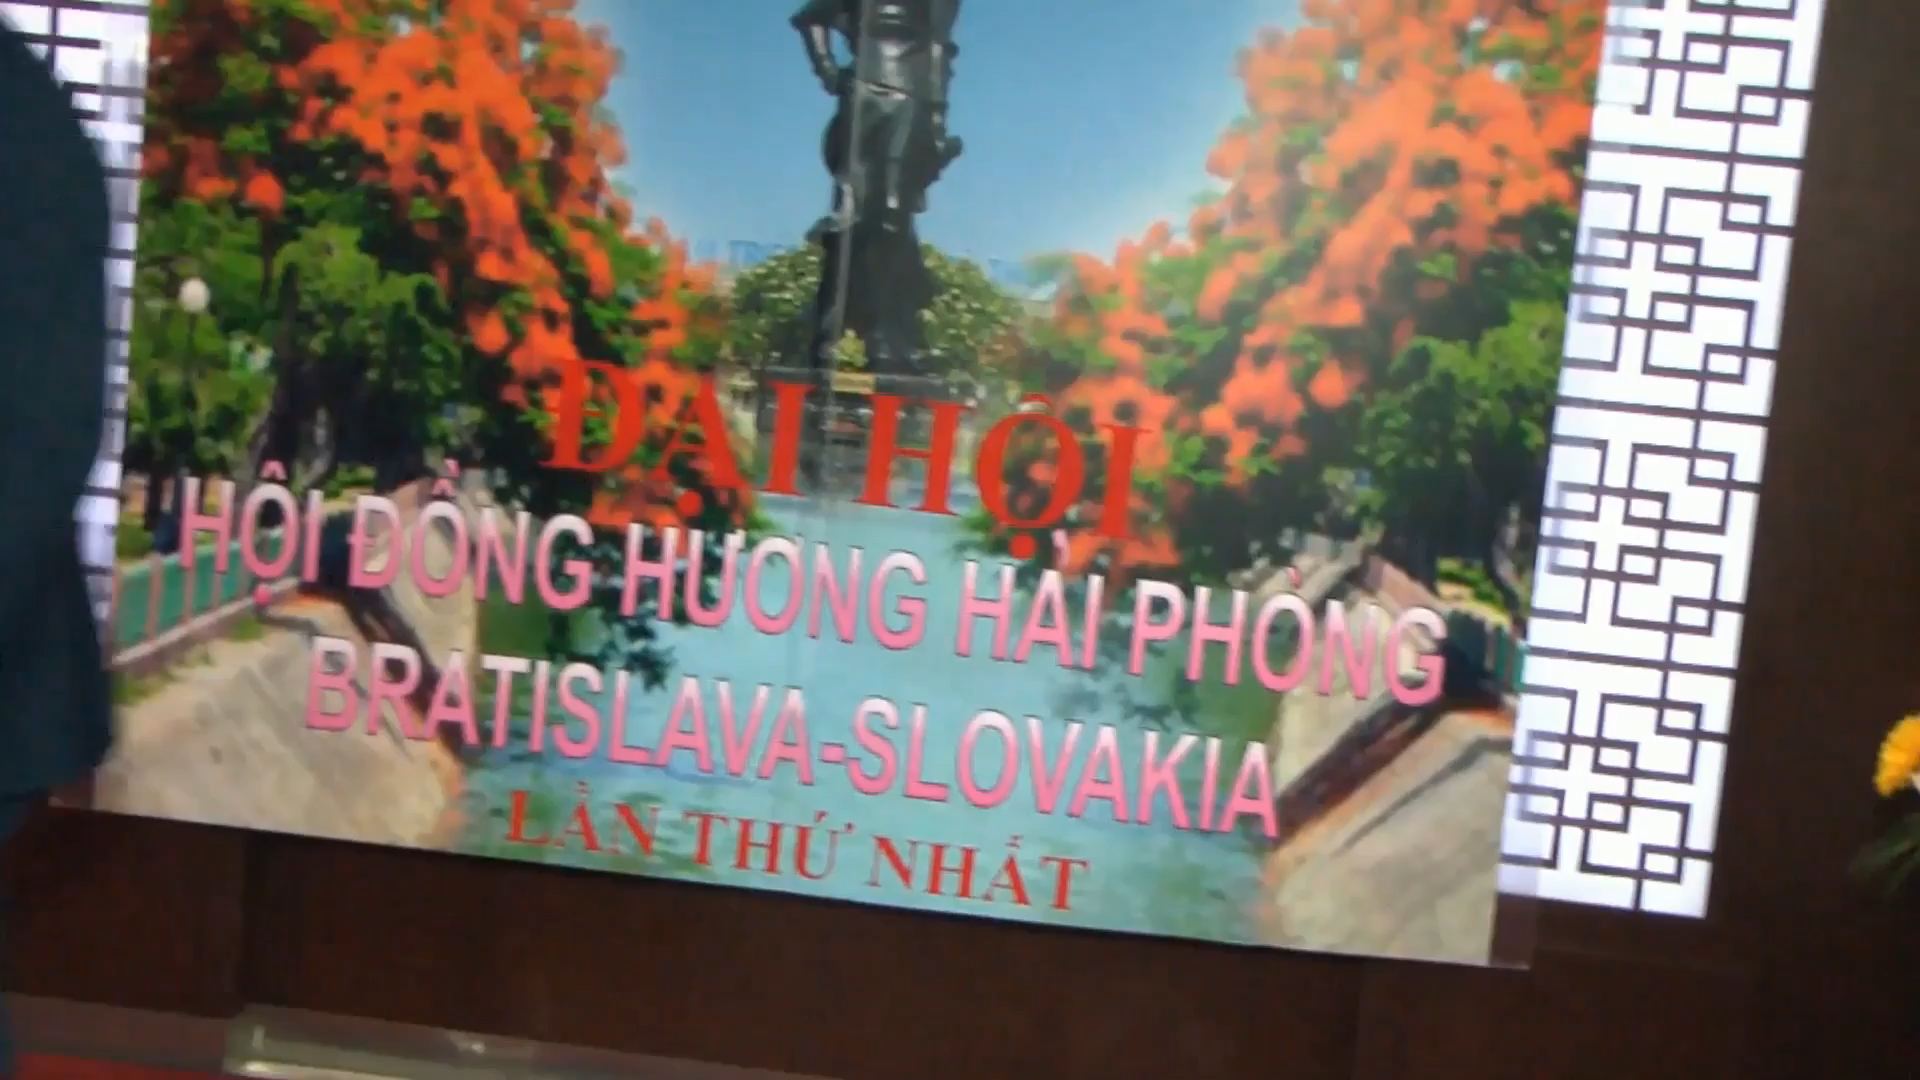 ĐẠI HỘI
HỘI ĐỒNG HƯƠNG HẢI PHÒNG
BRATISLAVA-SLOVAKIA
LẦN THỨ NHẤT